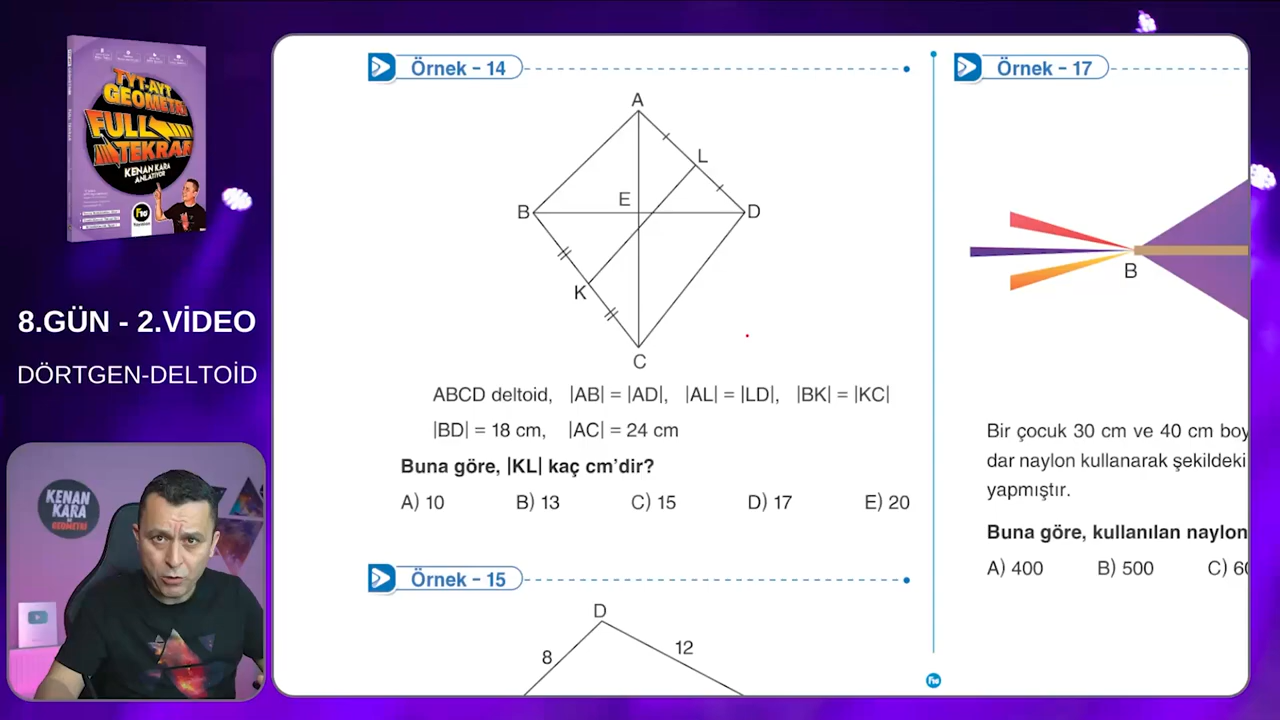 TYT-AYT
GEOMETRİ
FULL
TEKRAR
KENAN KARA
ANLATIYOR
8.GÜN - 2.VİDEO
DÖRTGEN-DELTOİD
KENAN
KARA
GEOMETRİ
Örnek - 14
A
L
E
B
D
K
C
ABCD deltoid, |AB| = |AD|, |AL| = |LD|, |BK| = |KC|
|BD| = 18 cm, |AC| = 24 cm
Buna göre, |KL| kaç cm'dir?
A) 10 B) 13 C) 15 D) 17 E) 20
Örnek - 15
D
8
12
Örnek - 17
B
Bir çocuk 30 cm ve 40 cm boy
dar naylon kullanarak şekildeki
yapmıştır.
Buna göre, kullanılan naylon
A) 400 B) 500 C) 60